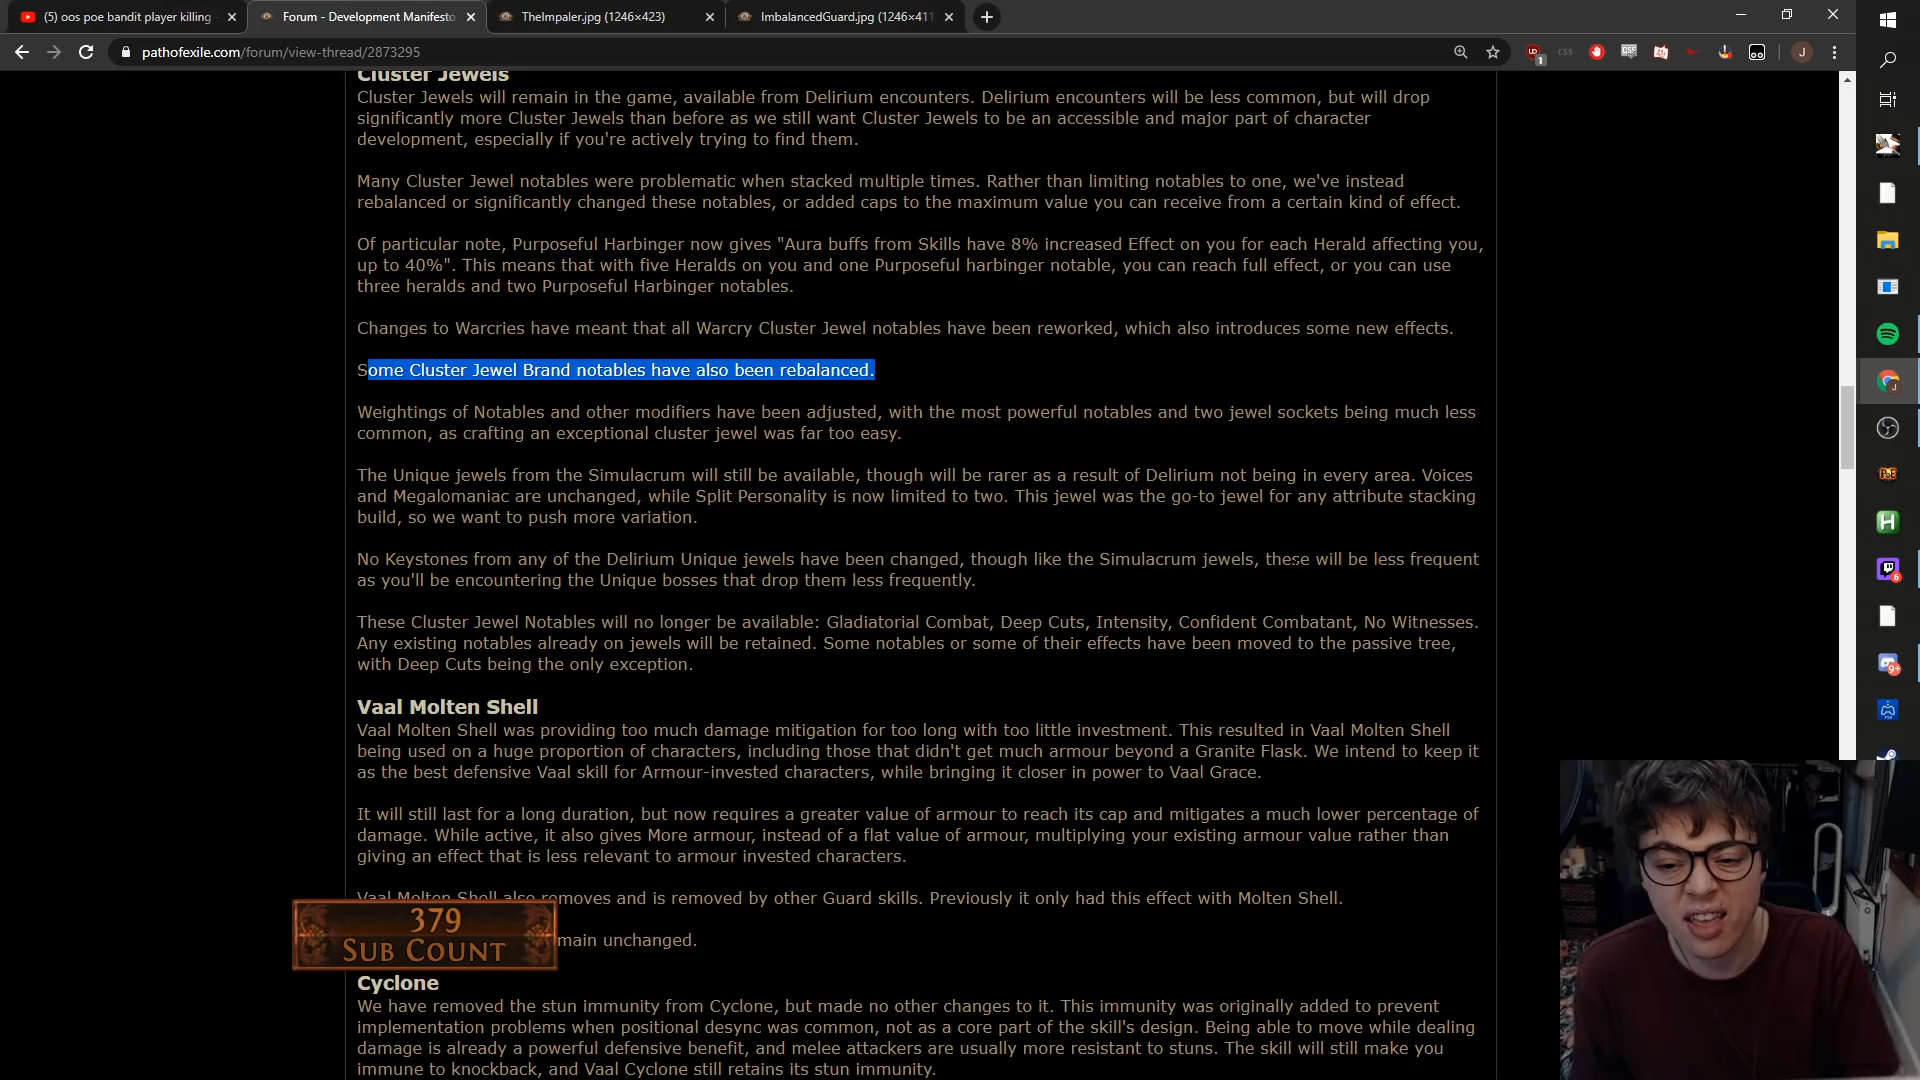 (5) oos poe bandit player killing
Forum - Development Manifesto
TheImpaler.jpg (1246×423)
ImbalancedGuard.jpg (1246×411
pathofexile.com/forum/view-thread/2873295
Cluster Jewels
Cluster Jewels will remain in the game, available from Delirium encounters. Delirium encounters will be less common, but will drop
significantly more Cluster Jewels than before as we still want Cluster Jewels to be an accessible and major part of character
development, especially if you're actively trying to find them.
Many Cluster Jewel notables were problematic when stacked multiple times. Rather than limiting notables to one, we've instead
rebalanced or significantly changed these notables, or added caps to the maximum value you can receive from a certain kind of effect.
Of particular note, Purposeful Harbinger now gives "Aura buffs from Skills have 8% increased Effect on you for each Herald affecting you,
up to 40%". This means that with five Heralds on you and one Purposeful harbinger notable, you can reach full effect, or you can use
three heralds and two Purposeful Harbinger notables.
Changes to Warcries have meant that all Warcry Cluster Jewel notables have been reworked, which also introduces some new effects.
Some Cluster Jewel Brand notables have also been rebalanced.
Weightings of Notables and other modifiers have been adjusted, with the most powerful notables and two jewel sockets being much less
common, as crafting an exceptional cluster jewel was far too easy.
The Unique jewels from the Simulacrum will still be available, though will be rarer as a result of Delirium not being in every area. Voices
and Megalomaniac are unchanged, while Split Personality is now limited to two. This jewel was the go-to jewel for any attribute stacking
build, so we want to push more variation.
No Keystones from any of the Delirium Unique jewels have been changed, though like the Simulacrum jewels, these will be less frequent
as you'll be encountering the Unique bosses that drop them less frequently.
These Cluster Jewel Notables will no longer be available: Gladiatorial Combat, Deep Cuts, Intensity, Confident Combatant, No Witnesses.
Any existing notables already on jewels will be retained. Some notables or some of their effects have been moved to the passive tree,
with Deep Cuts being the only exception.
Vaal Molten Shell
Vaal Molten Shell was providing too much damage mitigation for too long with too little investment. This resulted in Vaal Molten Shell
being used on a huge proportion of characters, including those that didn't get much armour beyond a Granite Flask. We intend to keep it
as the best defensive Vaal skill for Armour-invested characters, while bringing it closer in power to Vaal Grace.
It will still last for a long duration, but now requires a greater value of armour to reach its cap and mitigates a much lower percentage of
damage. While active, it also gives More armour, instead of a flat value of armour, multiplying your existing armour value rather than
giving an effect that is less relevant to armour invested characters.
Vaal Molten Shell also removes and is removed by other Guard skills. Previously it only had this effect with Molten Shell.
379
SUB COUNT
main unchanged.
Cyclone
We have removed the stun immunity from Cyclone, but made no other changes to it. This immunity was originally added to prevent
implementation problems when positional desync was common, not as a core part of the skill's design. Being able to move while dealing
damage is already a powerful defensive benefit, and melee attackers are usually more resistant to stuns. The skill will still make you
immune to knockback, and Vaal Cyclone still retains its stun immunity.